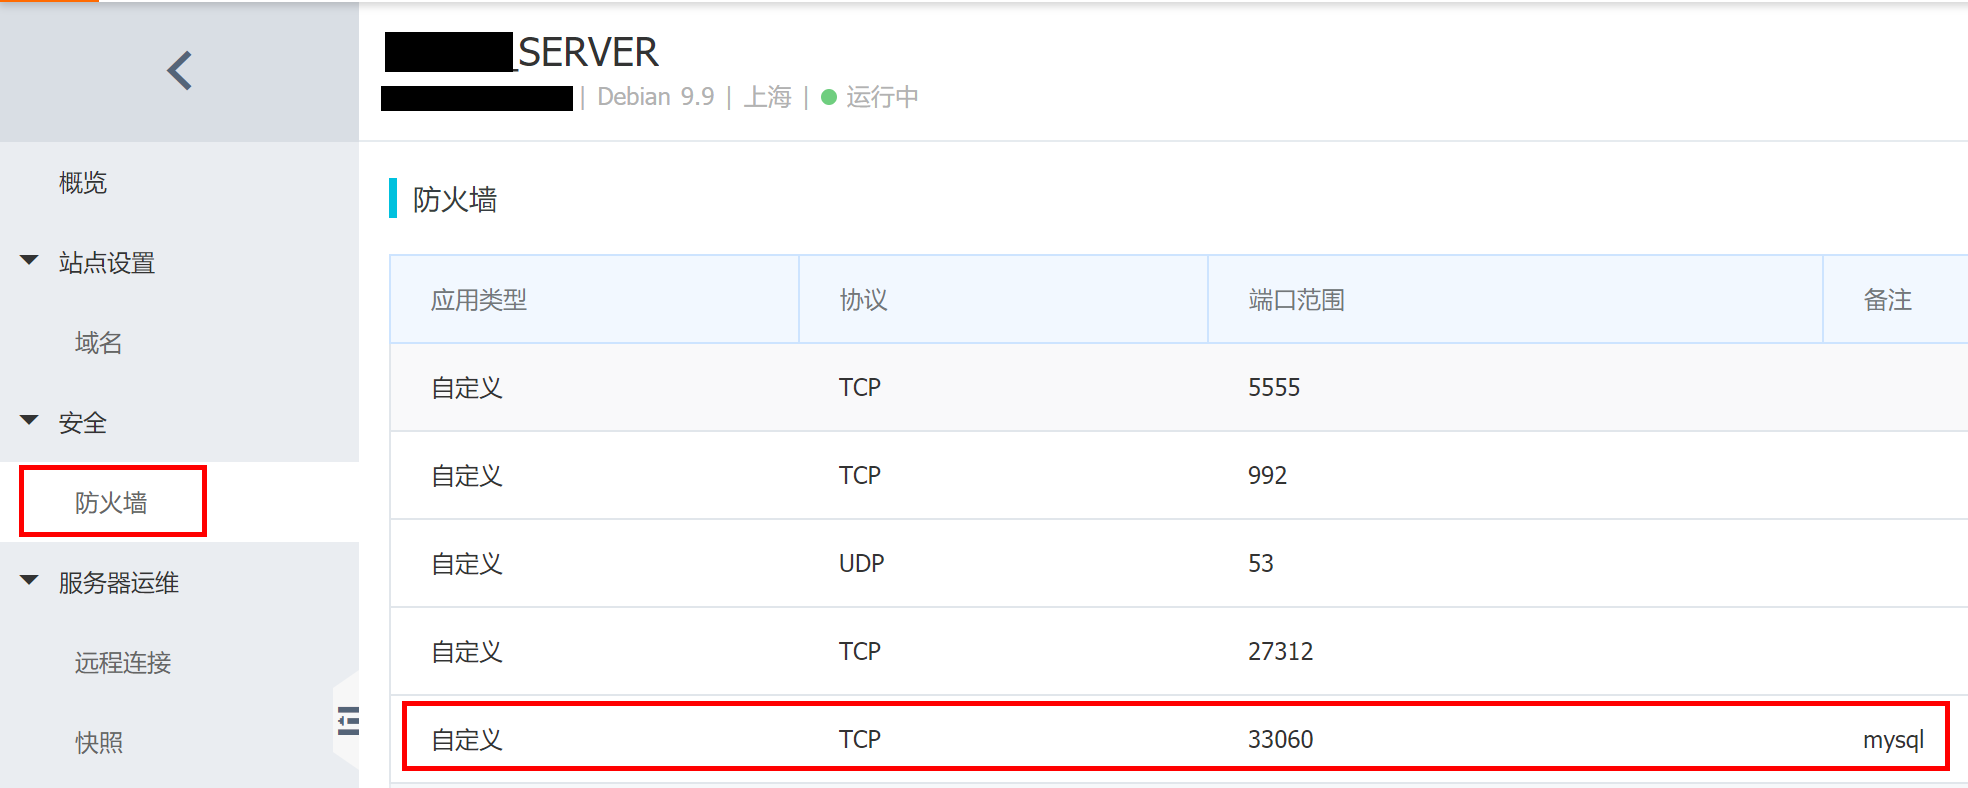 _SERVER
| Debian 9.9 | 上海 | 运行中
概览
站点设置
域名
安全
防火墙
服务器运维
远程连接
快照
防火墙
应用类型 协议 端口范围 备注
自定义 TCP 5555
自定义 TCP 992
自定义 UDP 53
自定义 TCP 27312
自定义 TCP 33060 mysql